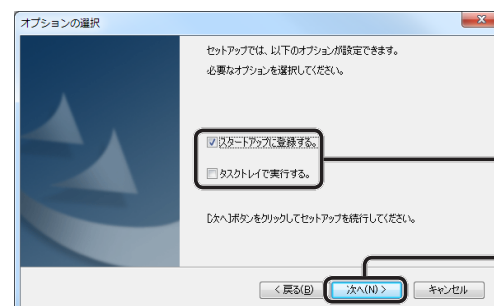 オプションの選択
セットアップでは、以下のオプションが設定できます。
必要なオプションを選択してください。
スタートアップに登録する。
タスクトレイで実行する。
[次へ]ボタンをクリックしてセットアップを続行してください。
< 戻る(B)
次へ(N) >
キャンセル